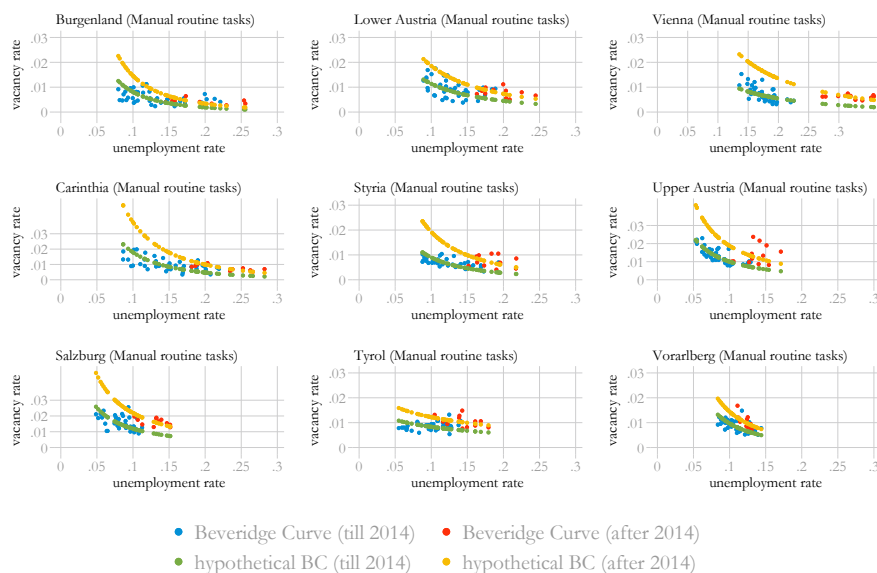 Burgenland (Manual routine tasks)
Lower Austria (Manual routine tasks)
Vienna (Manual routine tasks)
vacancy rate
.03
.02
.01
0
0 .05 .1 .15 .2 .25 .3
unemployment rate
vacancy rate
.03
.02
.01
0
0 .05 .1 .15 .2 .25 .3
unemployment rate
vacancy rate
.03
.02
.01
0
0 .05 .1 .15 .2 .3
unemployment rate
Carinthia (Manual routine tasks)
Styria (Manual routine tasks)
Upper Austria (Manual routine tasks)
vacancy rate
.03
.02
.01
0
0 .05 .1 .15 .2 .25 .3
unemployment rate
vacancy rate
.03
.02
.01
0
0 .05 .1 .15 .2 .25 .3
unemployment rate
vacancy rate
.03
.02
.01
0
0 .05 .1 .15 .2 .25 .3
unemployment rate
Salzburg (Manual routine tasks)
Tyrol (Manual routine tasks)
Vorarlberg (Manual routine tasks)
vacancy rate
.03
.02
.01
0
0 .05 .1 .15 .2 .25 .3
unemployment rate
vacancy rate
.03
.02
.01
0
0 .05 .1 .15 .2 .25 .3
unemployment rate
vacancy rate
.03
.02
.01
0
0 .05 .1 .15 .2 .25 .3
unemployment rate
Beveridge Curve (till 2014)
Beveridge Curve (after 2014)
hypothetical BC (till 2014)
hypothetical BC (after 2014)